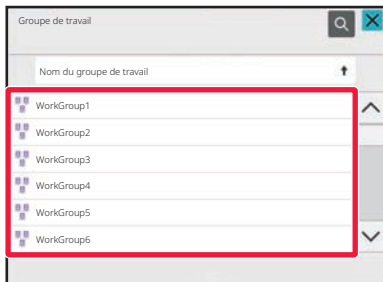 Groupe de travail
Nom du groupe de travail
WorkGroup1
WorkGroup2
WorkGroup3
WorkGroup4
WorkGroup5
WorkGroup6